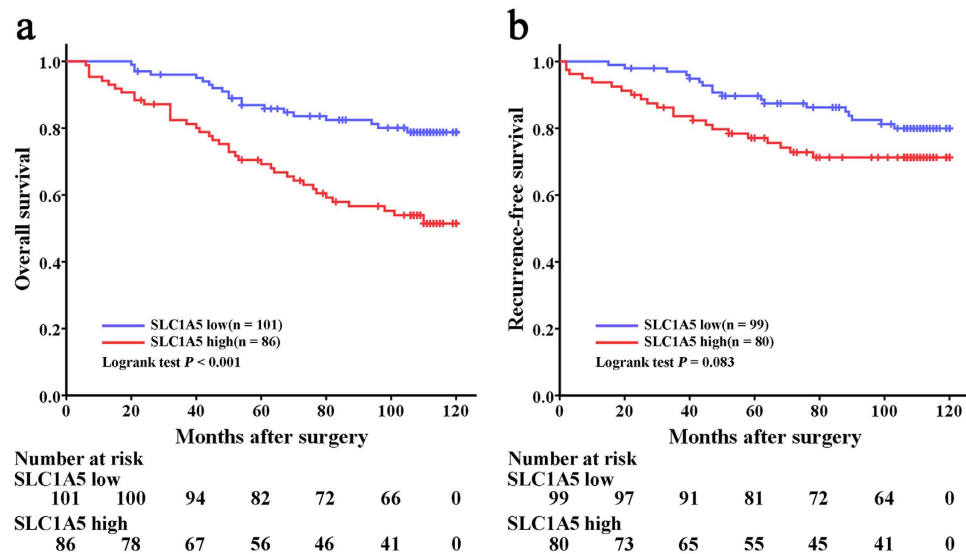 a
Overall survival
1.0
0.8
0.6
0.4
0.2
0.0
SLC1A5 low(n = 101)
SLC1A5 high(n = 86)
Logrank test P < 0.001
0 20 40 60 80 100 120
Months after surgery
Number at risk
SLC1A5 low
101 100 94 82 72 66 0
SLC1A5 high
86 78 67 56 46 41 0
b
Recurrence-free survival
1.0
0.8
0.6
0.4
0.2
0.0
SLC1A5 low(n = 99)
SLC1A5 high(n = 80)
Logrank test P = 0.083
0 20 40 60 80 100 120
Months after surgery
Number at risk
SLC1A5 low
99 97 91 81 72 64 0
SLC1A5 high
80 73 65 55 45 41 0